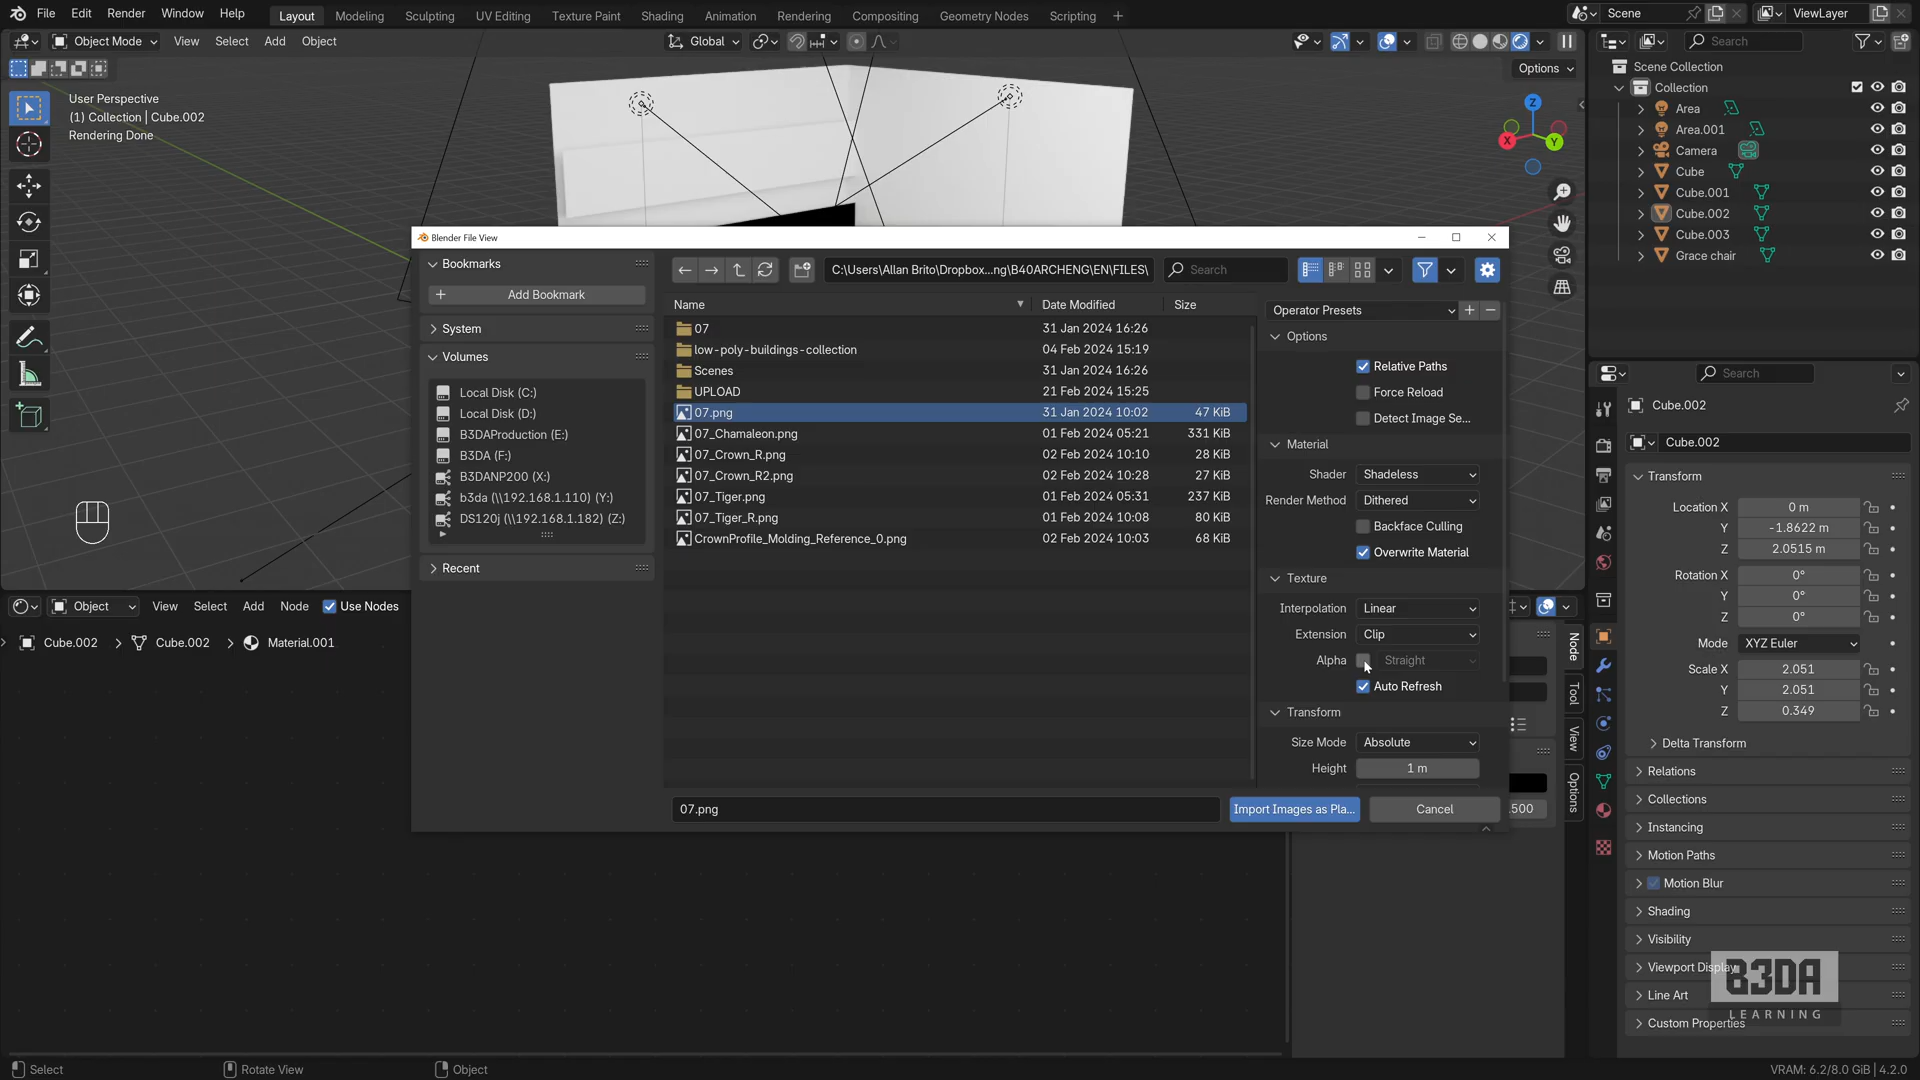 File Edit Render Window Help Layout Modeling Sculpting UV Editing Texture Paint Shading Animation Rendering Compositing Geometry Nodes Scripting + Scene ViewLayer
Object Mode View Select Add Object Global Search
Options
User Perspective
(1) Collection | Cube.002
Rendering Done
Z
X
Y
Scene Collection
Collection
Area
Area.001
Camera
Cube
Cube.001
Cube.002
Cube.003
Grace chair
Blender File View
Bookmarks
Add Bookmark
System
Volumes
Local Disk (C:)
Local Disk (D:)
B3DAProduction (E:)
B3DA (F:)
B3DANP200 (X:)
b3da (\\192.168.1.110) (Y:)
DS120j (\\192.168.1.182) (Z:)
Recent
C:\Users\Allan Brito\Dropbox...ng\B40ARCHENG\EN\FILES\ Search
Name Date Modified Size
07 31 Jan 2024 16:26
low-poly-buildings-collection 04 Feb 2024 15:19
Scenes 31 Jan 2024 16:26
UPLOAD 21 Feb 2024 15:25
07.png 31 Jan 2024 10:02 47 KiB
07_Chamaleon.png 01 Feb 2024 05:21 331 KiB
07_Crown_R.png 02 Feb 2024 10:10 28 KiB
07_Crown_R2.png 02 Feb 2024 10:28 27 KiB
07_Tiger.png 01 Feb 2024 05:31 237 KiB
07_Tiger_R.png 01 Feb 2024 10:08 80 KiB
CrownProfile_Molding_Reference_0.png 02 Feb 2024 10:03 68 KiB
Operator Presets
Options
Relative Paths
Force Reload
Detect Image Se...
Material
Shader Shadeless
Render Method Dithered
Backface Culling
Overwrite Material
Texture
Interpolation Linear
Extension Clip
Alpha Straight
Auto Refresh
Transform
Size Mode Absolute
Height 1 m
07.png Import Images as Pla... Cancel
Object View Select Add Node Use Nodes
Cube.002 > Cube.002 > Material.001
Node
Tool
View
Options
500
Search
Cube.002
Cube.002
Transform
Location X 0 m
Y -1.8622 m
Z 2.0515 m
Rotation X 0°
Y 0°
Z 0°
Mode XYZ Euler
Scale X 2.051
Y 2.051
Z 0.349
Delta Transform
Relations
Collections
Instancing
Motion Paths
Motion Blur
Shading
Visibility
Viewport Display
Line Art
Custom Properties
B3DA
LEARNING
Select Rotate View Object VRAM: 6.2/8.0 GiB | 4.2.0